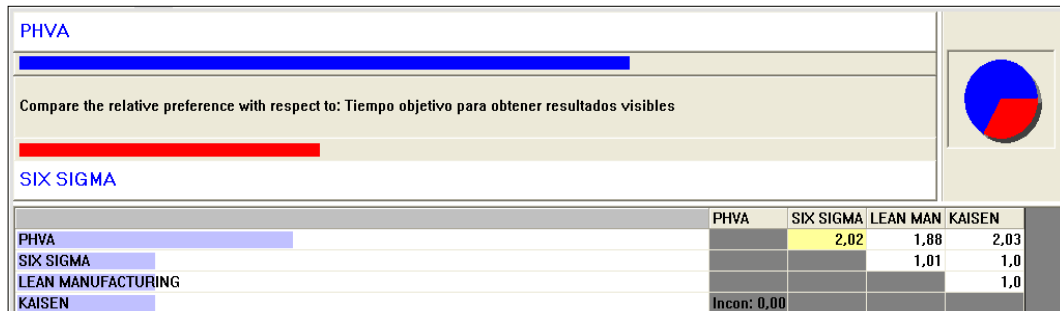 PHVA
Compare the relative preference with respect to: Tiempo objetivo para obtener resultados visibles
SIX SIGMA
PHVA SIX SIGMA LEAN MAN KAISEN
PHVA 2,02 1,88 2,03
SIX SIGMA 1,01 1,0
LEAN MANUFACTURING 1,0
KAISEN Incon: 0,00